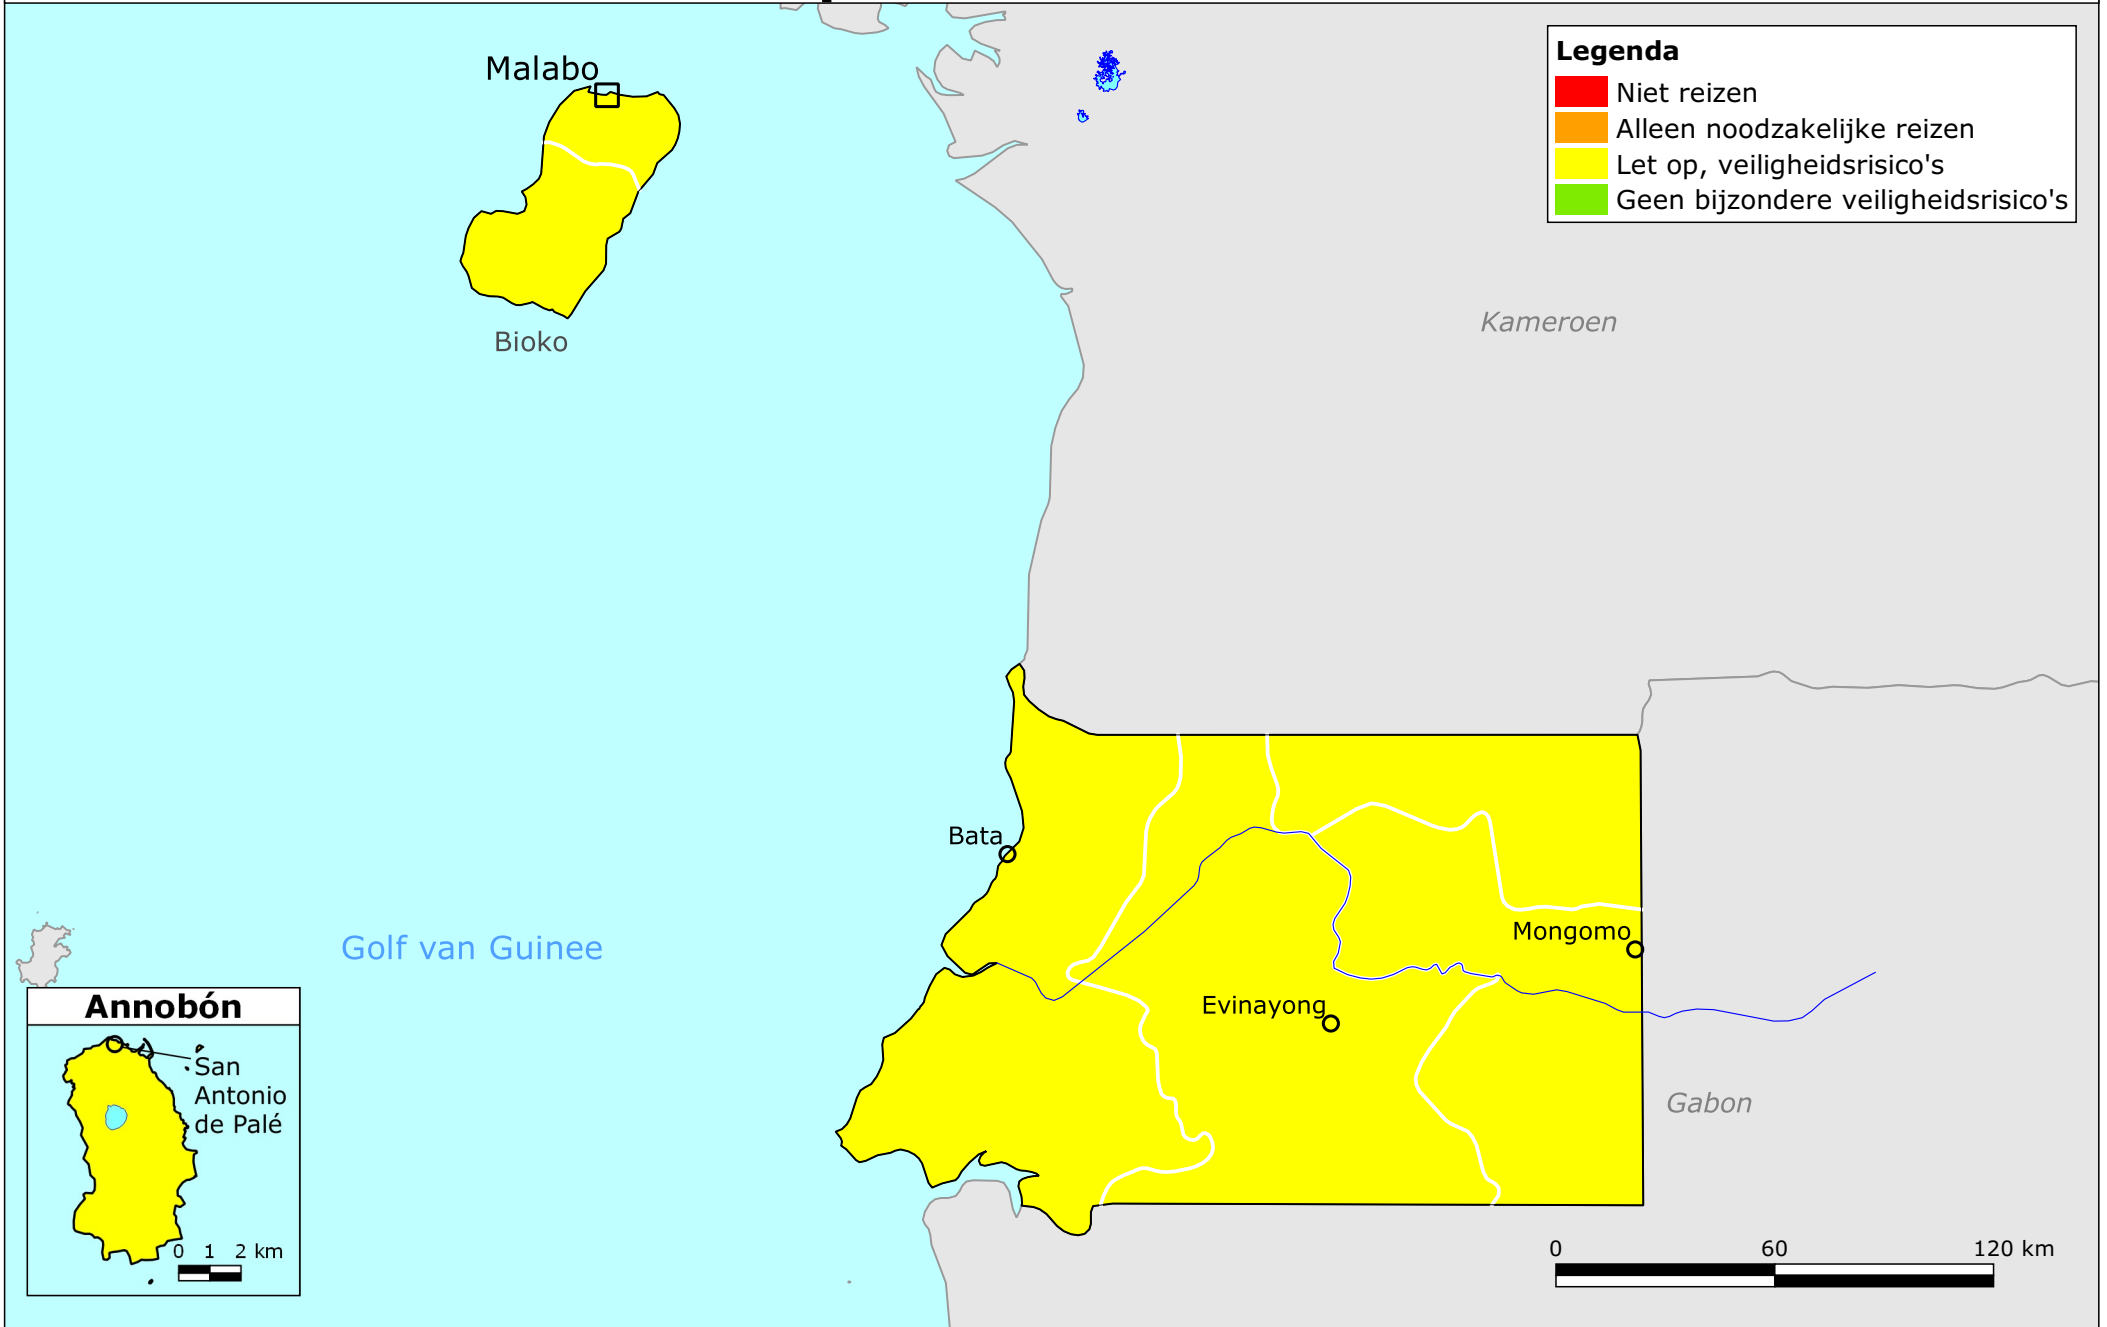 Malabo
Bioko
Legenda
Niet reizen
Alleen noodzakelijke reizen
Let op, veiligheidsrisico's
Geen bijzondere veiligheidsrisico's
Kameroen
Bata
Golf van Guinee
Mongomo
Evinayong
Gabon
Annobón
San
Antonio
de Palé
0 1 2 km
0 60 120 km